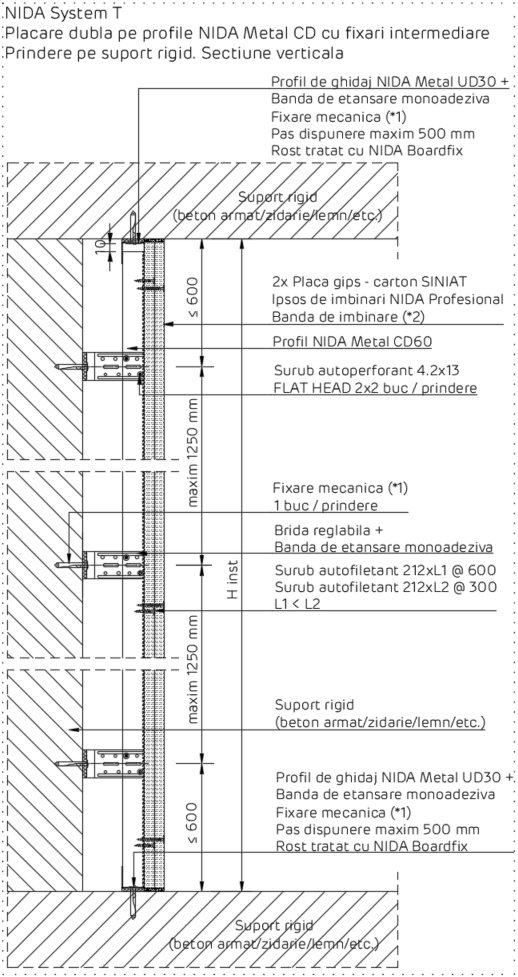 NIDA System T
Placare dubla pe profile NIDA Metal CD cu fixari intermediare
Prindere pe suport rigid. Sectiune verticala
Profil de ghidaj NIDA Metal UD30 +
Banda de etansare monoadeziva
Fixare mecanica (*1)
Pas dispunere maxim 500 mm
Rost tratat cu NIDA Boardfix
Suport rigid
(beton armat/zidarie/lemn/etc.)
10
≤ 600
2x Placa gips - carton SINIAT
Ipsos de imbinari NIDA Profesional
Banda de imbinare (*2)
Profil NIDA Metal CD60
Surub autoperforant 4.2x13
FLAT HEAD 2x2 buc / prindere
maxim 1250 mm
Fixare mecanica (*1)
1 buc / prindere
Brida reglabila +
Banda de etansare monoadeziva
H inst
Surub autofiletant 212xL1 @ 600
Surub autofiletant 212xL2 @ 300
L1 < L2
maxim 1250 mm
Suport rigid
(beton armat/zidarie/lemn/etc.)
Profil de ghidaj NIDA Metal UD30 +
Banda de etansare monoadeziva
Fixare mecanica (*1)
Pas dispunere maxim 500 mm
Rost tratat cu NIDA Boardfix
≤ 600
Suport rigid
(beton armat/zidarie/lemn/etc.)